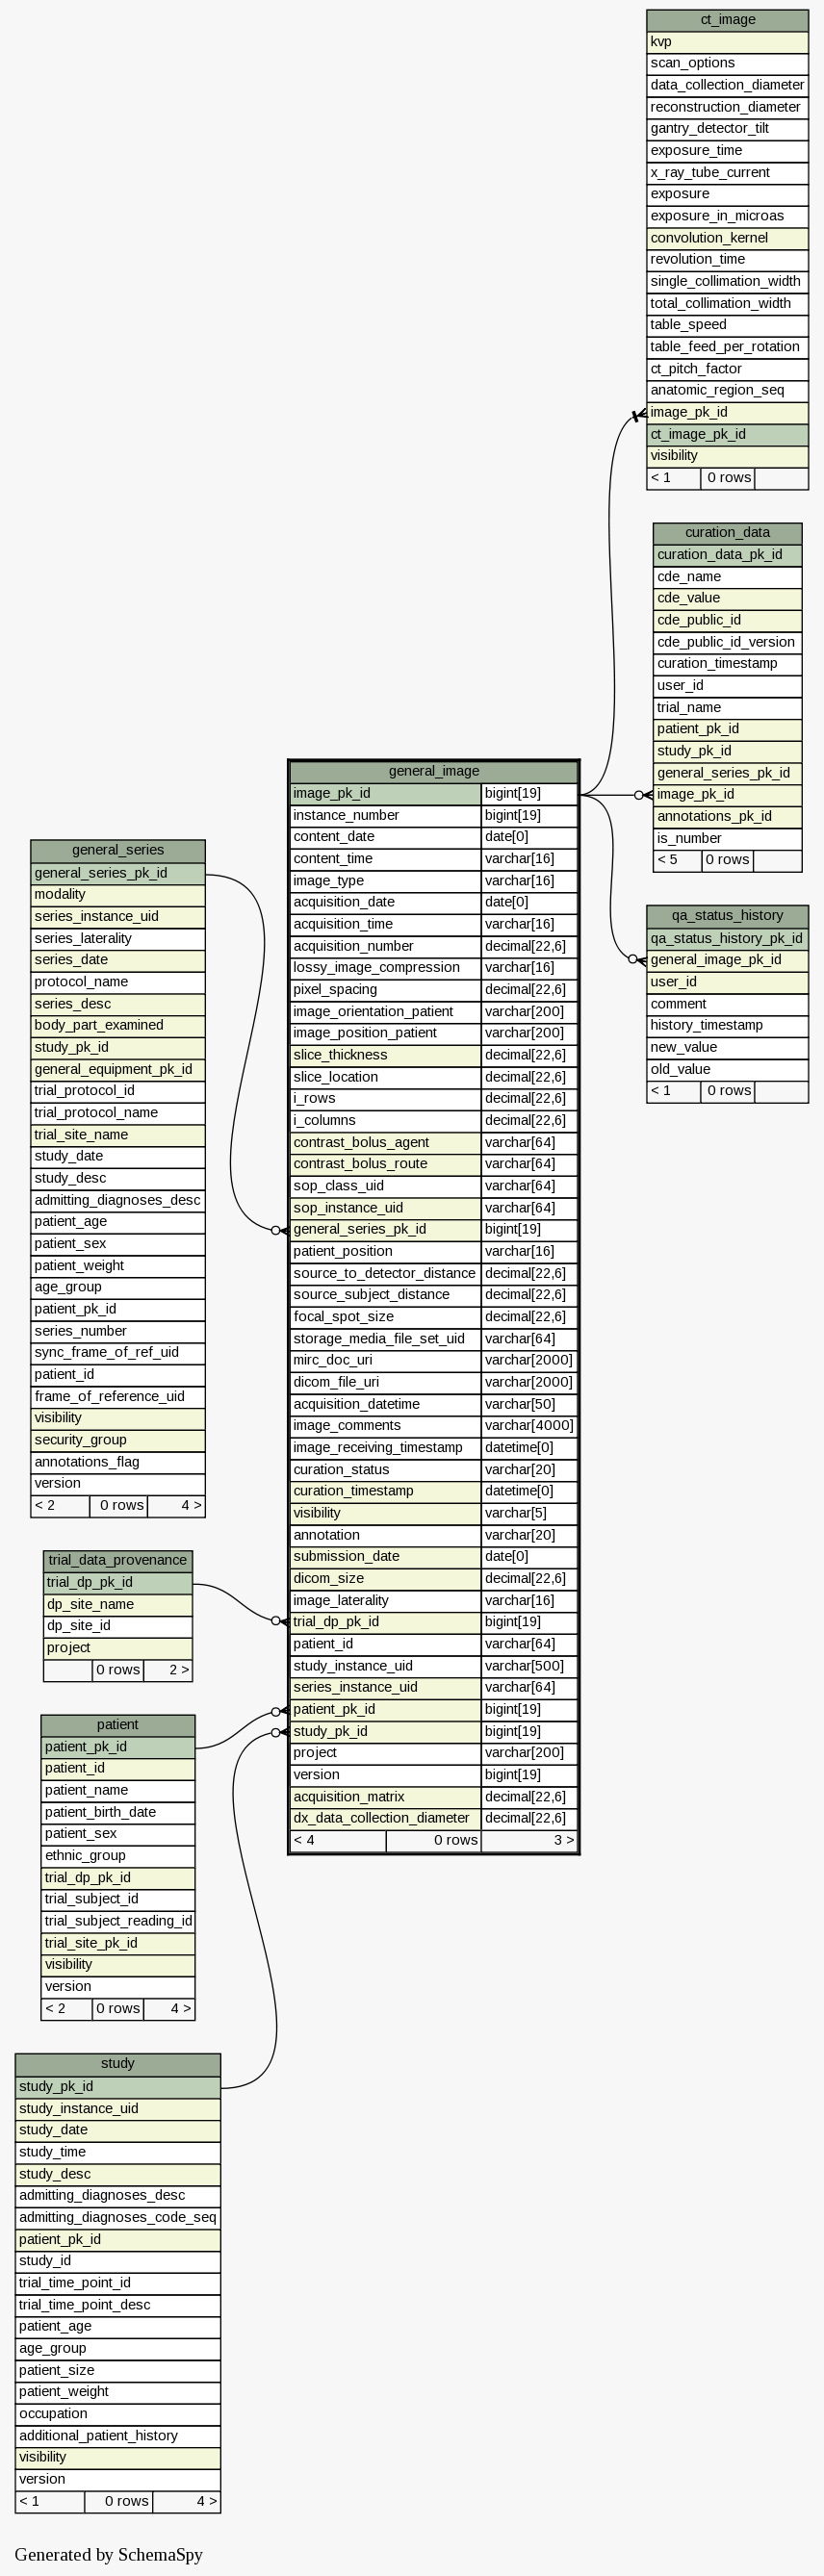 ct_image
kvp
scan_options
data_collection_diameter
reconstruction_diameter
gantry_detector_tilt
exposure_time
x_ray_tube_current
exposure
exposure_in_microas
convolution_kernel
revolution_time
single_collimation_width
total_collimation_width
table_speed
table_feed_per_rotation
ct_pitch_factor
anatomic_region_seq
image_pk_id
ct_image_pk_id
visibility
< 1 0 rows
curation_data
curation_data_pk_id
cde_name
cde_value
cde_public_id
cde_public_id_version
curation_timestamp
user_id
trial_name
patient_pk_id
study_pk_id
general_series_pk_id
image_pk_id
annotations_pk_id
is_number
< 5 0 rows
qa_status_history
qa_status_history_pk_id
general_image_pk_id
user_id
comment
history_timestamp
new_value
old_value
< 1 0 rows
general_image
image_pk_id bigint[19]
instance_number bigint[19]
content_date date[0]
content_time varchar[16]
image_type varchar[16]
acquisition_date date[0]
acquisition_time varchar[16]
acquisition_number decimal[22,6]
lossy_image_compression varchar[16]
pixel_spacing decimal[22,6]
image_orientation_patient varchar[200]
image_position_patient varchar[200]
slice_thickness decimal[22,6]
slice_location decimal[22,6]
i_rows decimal[22,6]
i_columns decimal[22,6]
contrast_bolus_agent varchar[64]
contrast_bolus_route varchar[64]
sop_class_uid varchar[64]
sop_instance_uid varchar[64]
general_series_pk_id bigint[19]
patient_position varchar[16]
source_to_detector_distance decimal[22,6]
source_subject_distance decimal[22,6]
focal_spot_size decimal[22,6]
storage_media_file_set_uid varchar[64]
mirc_doc_uri varchar[2000]
dicom_file_uri varchar[2000]
acquisition_datetime varchar[50]
image_comments varchar[4000]
image_receiving_timestamp datetime[0]
curation_status varchar[20]
curation_timestamp datetime[0]
visibility varchar[5]
annotation varchar[20]
submission_date date[0]
dicom_size decimal[22,6]
image_laterality varchar[16]
trial_dp_pk_id bigint[19]
patient_id varchar[64]
study_instance_uid varchar[500]
series_instance_uid varchar[64]
patient_pk_id bigint[19]
study_pk_id bigint[19]
project varchar[200]
version bigint[19]
acquisition_matrix decimal[22,6]
dx_data_collection_diameter decimal[22,6]
< 4 0 rows 3 >
general_series
general_series_pk_id
modality
series_instance_uid
series_laterality
series_date
protocol_name
series_desc
body_part_examined
study_pk_id
general_equipment_pk_id
trial_protocol_id
trial_protocol_name
trial_site_name
study_date
study_desc
admitting_diagnoses_desc
patient_age
patient_sex
patient_weight
age_group
patient_pk_id
series_number
sync_frame_of_ref_uid
patient_id
frame_of_reference_uid
visibility
security_group
annotations_flag
version
< 2 0 rows 4 >
trial_data_provenance
trial_dp_pk_id
dp_site_name
dp_site_id
project
0 rows 2 >
patient
patient_pk_id
patient_id
patient_name
patient_birth_date
patient_sex
ethnic_group
trial_dp_pk_id
trial_subject_id
trial_subject_reading_id
trial_site_pk_id
visibility
version
< 2 0 rows 4 >
study
study_pk_id
study_instance_uid
study_date
study_time
study_desc
admitting_diagnoses_desc
admitting_diagnoses_code_seq
patient_pk_id
study_id
trial_time_point_id
trial_time_point_desc
patient_age
age_group
patient_size
patient_weight
occupation
additional_patient_history
visibility
version
< 1 0 rows 4 >
Generated by SchemaSpy